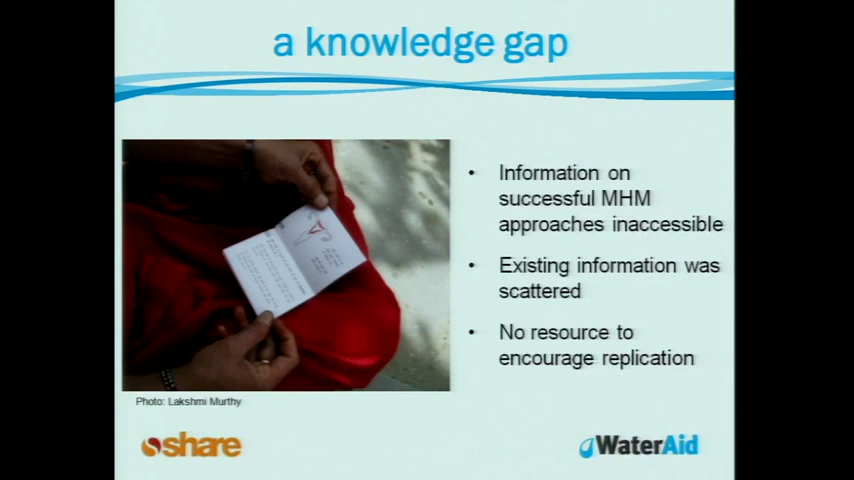 a knowledge gap
• Information on
successful MHM
approaches inaccessible
• Existing information was
scattered
• No resource to
encourage replication
Photo: Lakshmi Murthy
share
WaterAid